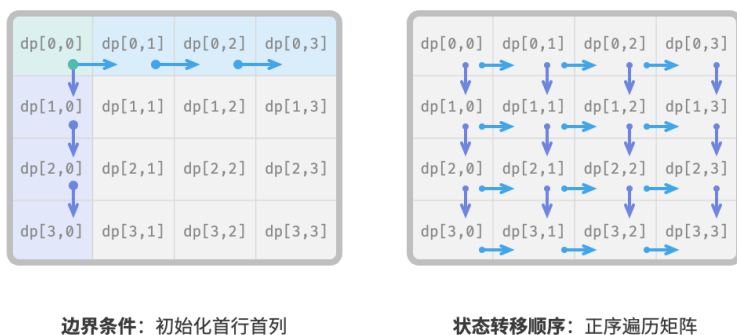 dp[0,0] dp[0,1] dp[0,2] dp[0,3]
dp[1,0] dp[1,1] dp[1,2] dp[1,3]
dp[2,0] dp[2,1] dp[2,2] dp[2,3]
dp[3,0] dp[3,1] dp[3,2] dp[3,3]
边界条件：初始化首行首列
dp[0,0] dp[0,1] dp[0,2] dp[0,3]
dp[1,0] dp[1,1] dp[1,2] dp[1,3]
dp[2,0] dp[2,1] dp[2,2] dp[2,3]
dp[3,0] dp[3,1] dp[3,2] dp[3,3]
状态转移顺序：正序遍历矩阵